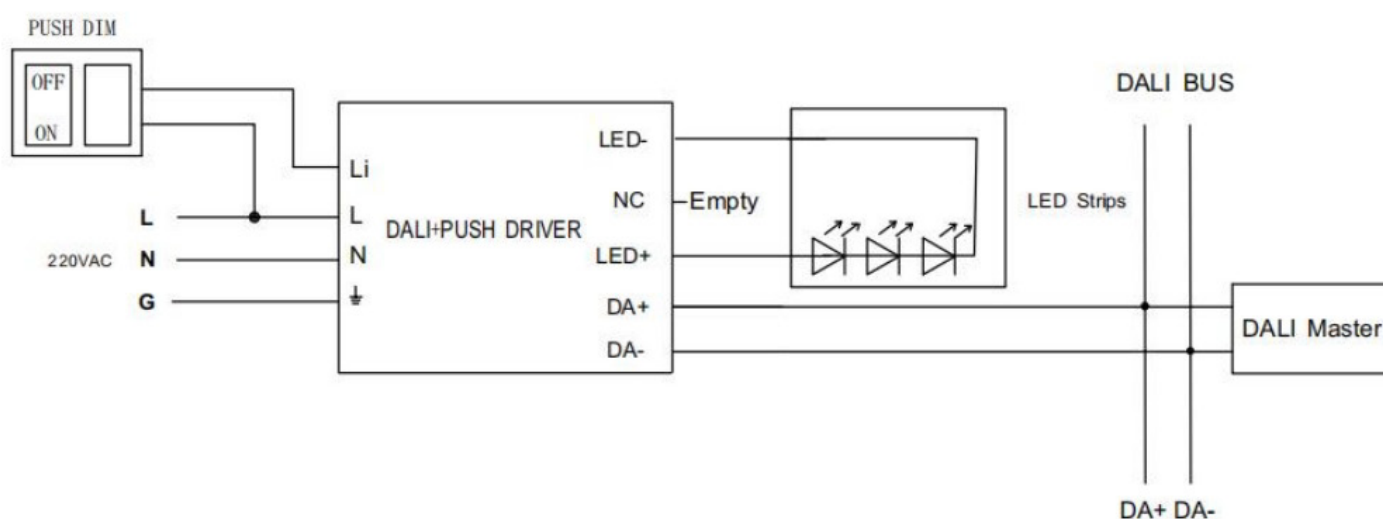 PUSH DIM
OFF
ON
DALI BUS
LED-
Li
NC
Empty
LED Strips
L
L
DALI+PUSH DRIVER
220VAC
N
N
LED+
G
DA+
DALI Master
DA-
DA+ DA-